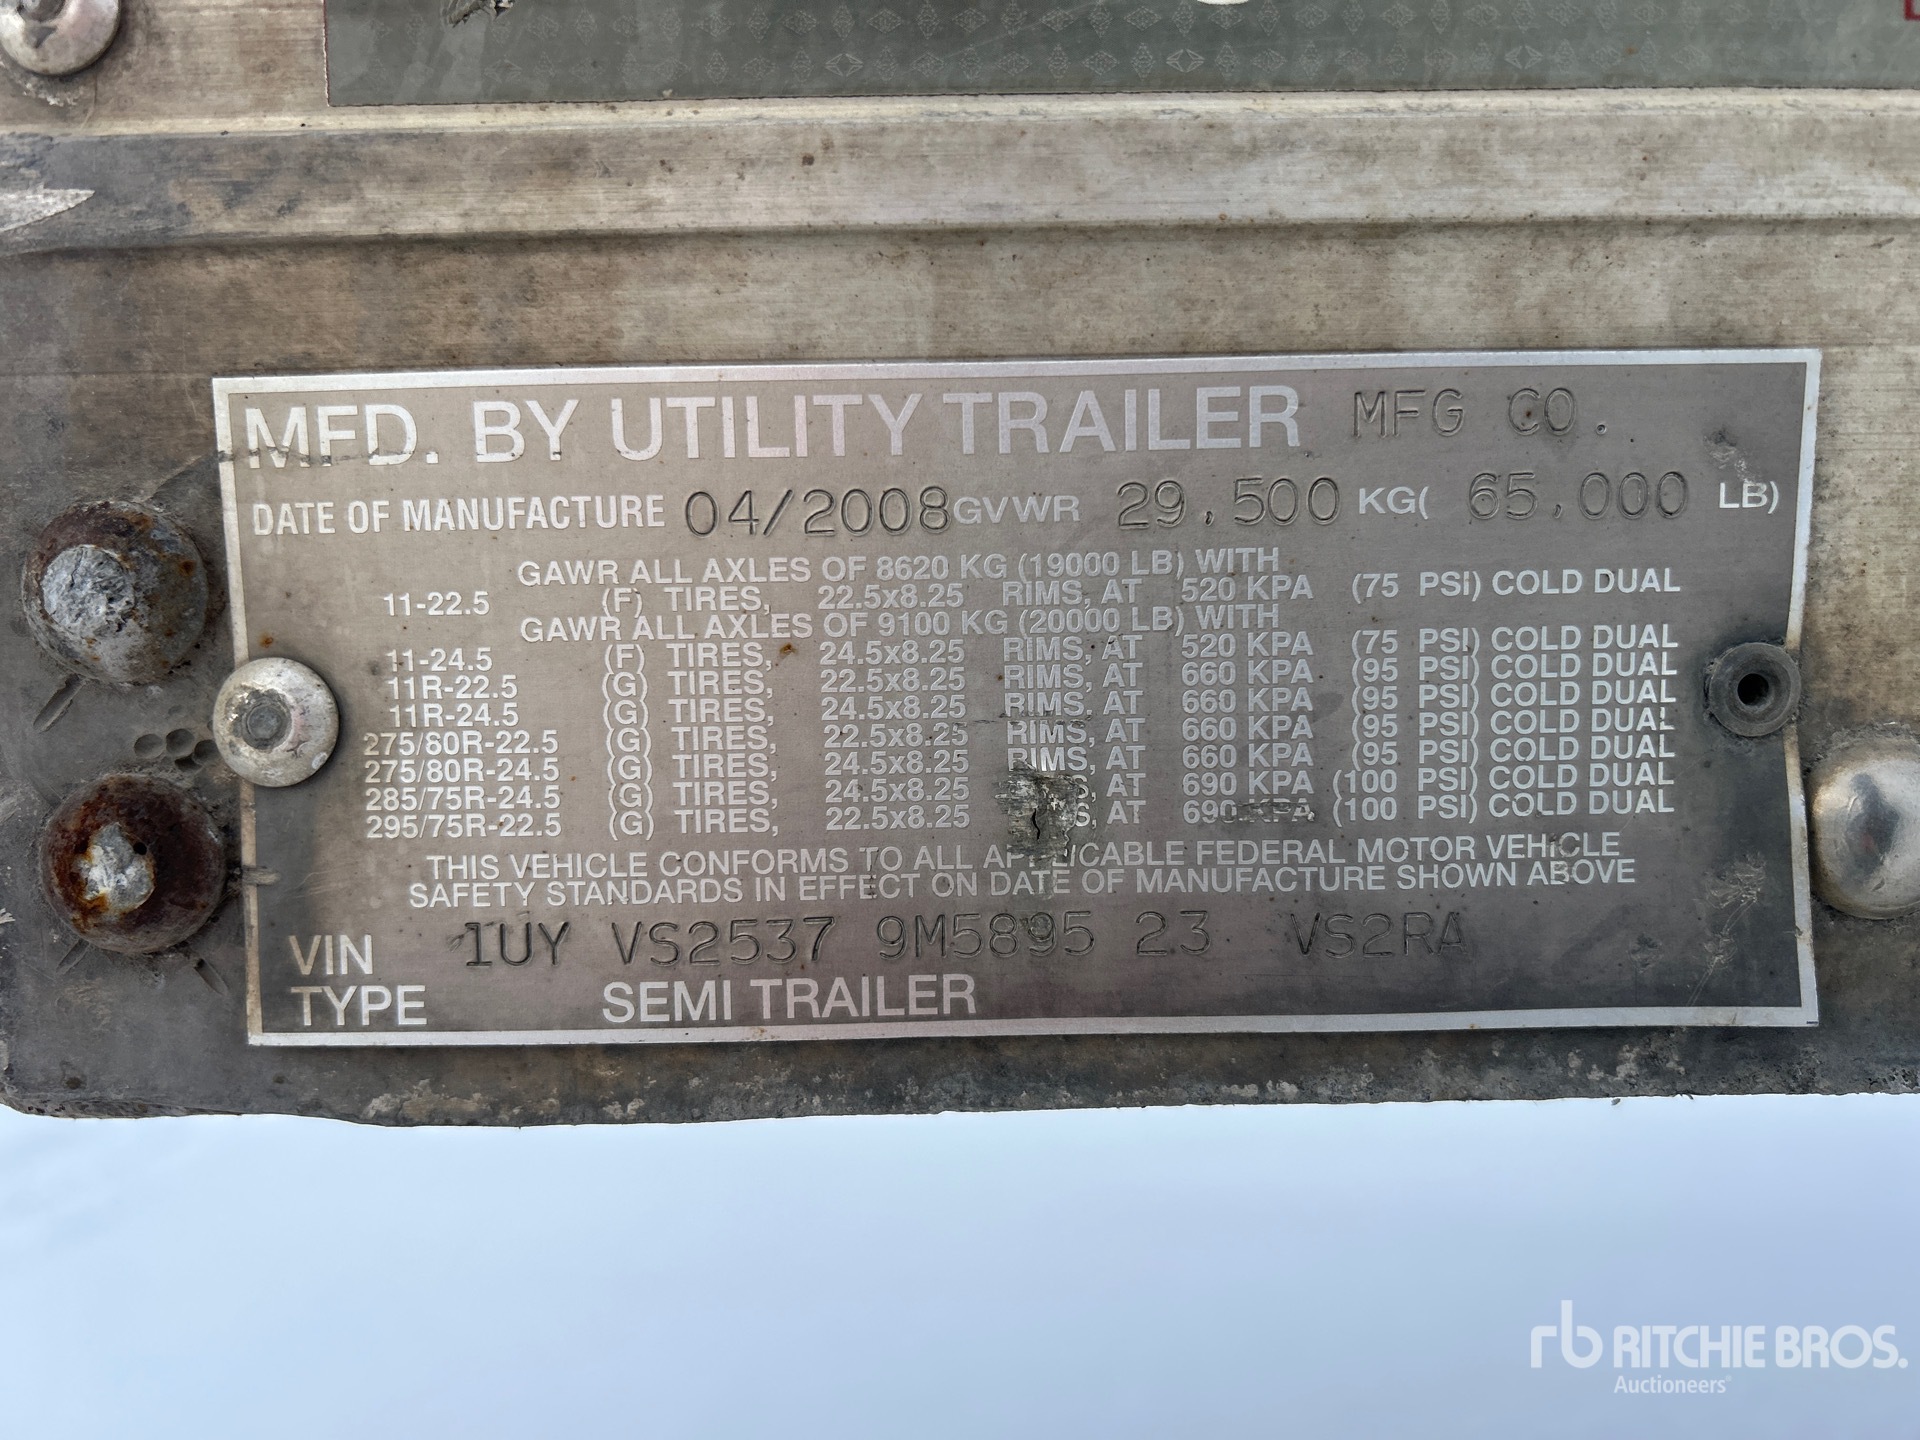 MFD. BY UTILITY TRAILER MFG CO.
DATE OF MANUFACTURE 04/2008 GVWR 29,500 KG( 65,000 LB)
GAWR ALL AXLES OF 8620 KG (19000 LB) WITH
11-22.5 (F) TIRES, 22.5x8.25 RIMS, AT 520 KPA (75 PSI) COLD DUAL
GAWR ALL AXLES OF 9100 KG (20000 LB) WITH
11-24.5 (F) TIRES, 24.5x8.25 RIMS, AT 520 KPA (75 PSI) COLD DUAL
11R-22.5 (G) TIRES, 22.5x8.25 RIMS, AT 660 KPA (95 PSI) COLD DUAL
11R-24.5 (G) TIRES, 24.5x8.25 RIMS, AT 660 KPA (95 PSI) COLD DUAL
275/80R-22.5 (G) TIRES, 22.5x8.25 RIMS, AT 660 KPA (95 PSI) COLD DUAL
275/80R-24.5 (G) TIRES, 24.5x8.25 RIMS, AT 660 KPA (95 PSI) COLD DUAL
285/75R-24.5 (G) TIRES, 24.5x8.25 AT 690 KPA (100 PSI) COLD DUAL
295/75R-22.5 (G) TIRES, 22.5x8.25 AT 690 KPA (100 PSI) COLD DUAL
THIS VEHICLE CONFORMS TO ALL APPLICABLE FEDERAL MOTOR VEHICLE
SAFETY STANDARDS IN EFFECT ON DATE OF MANUFACTURE SHOWN ABOVE
VIN 1UY VS2537 9M5895 23 VS2RA
TYPE SEMI TRAILER
rb RITCHIE BROS.
Auctioneers